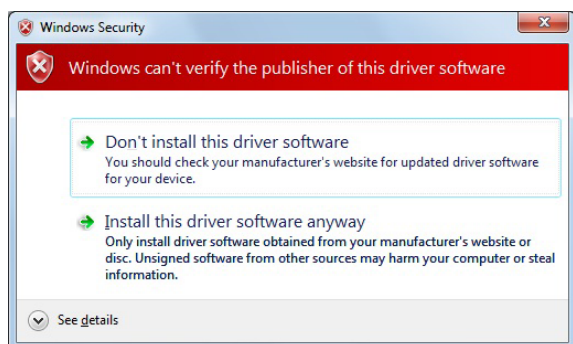 Windows Security
Windows can't verify the publisher of this driver software
Don't install this driver software
You should check your manufacturer's website for updated driver software
for your device.
Install this driver software anyway
Only install driver software obtained from your manufacturer's website or
disc. Unsigned software from other sources may harm your computer or steal
information.
See details